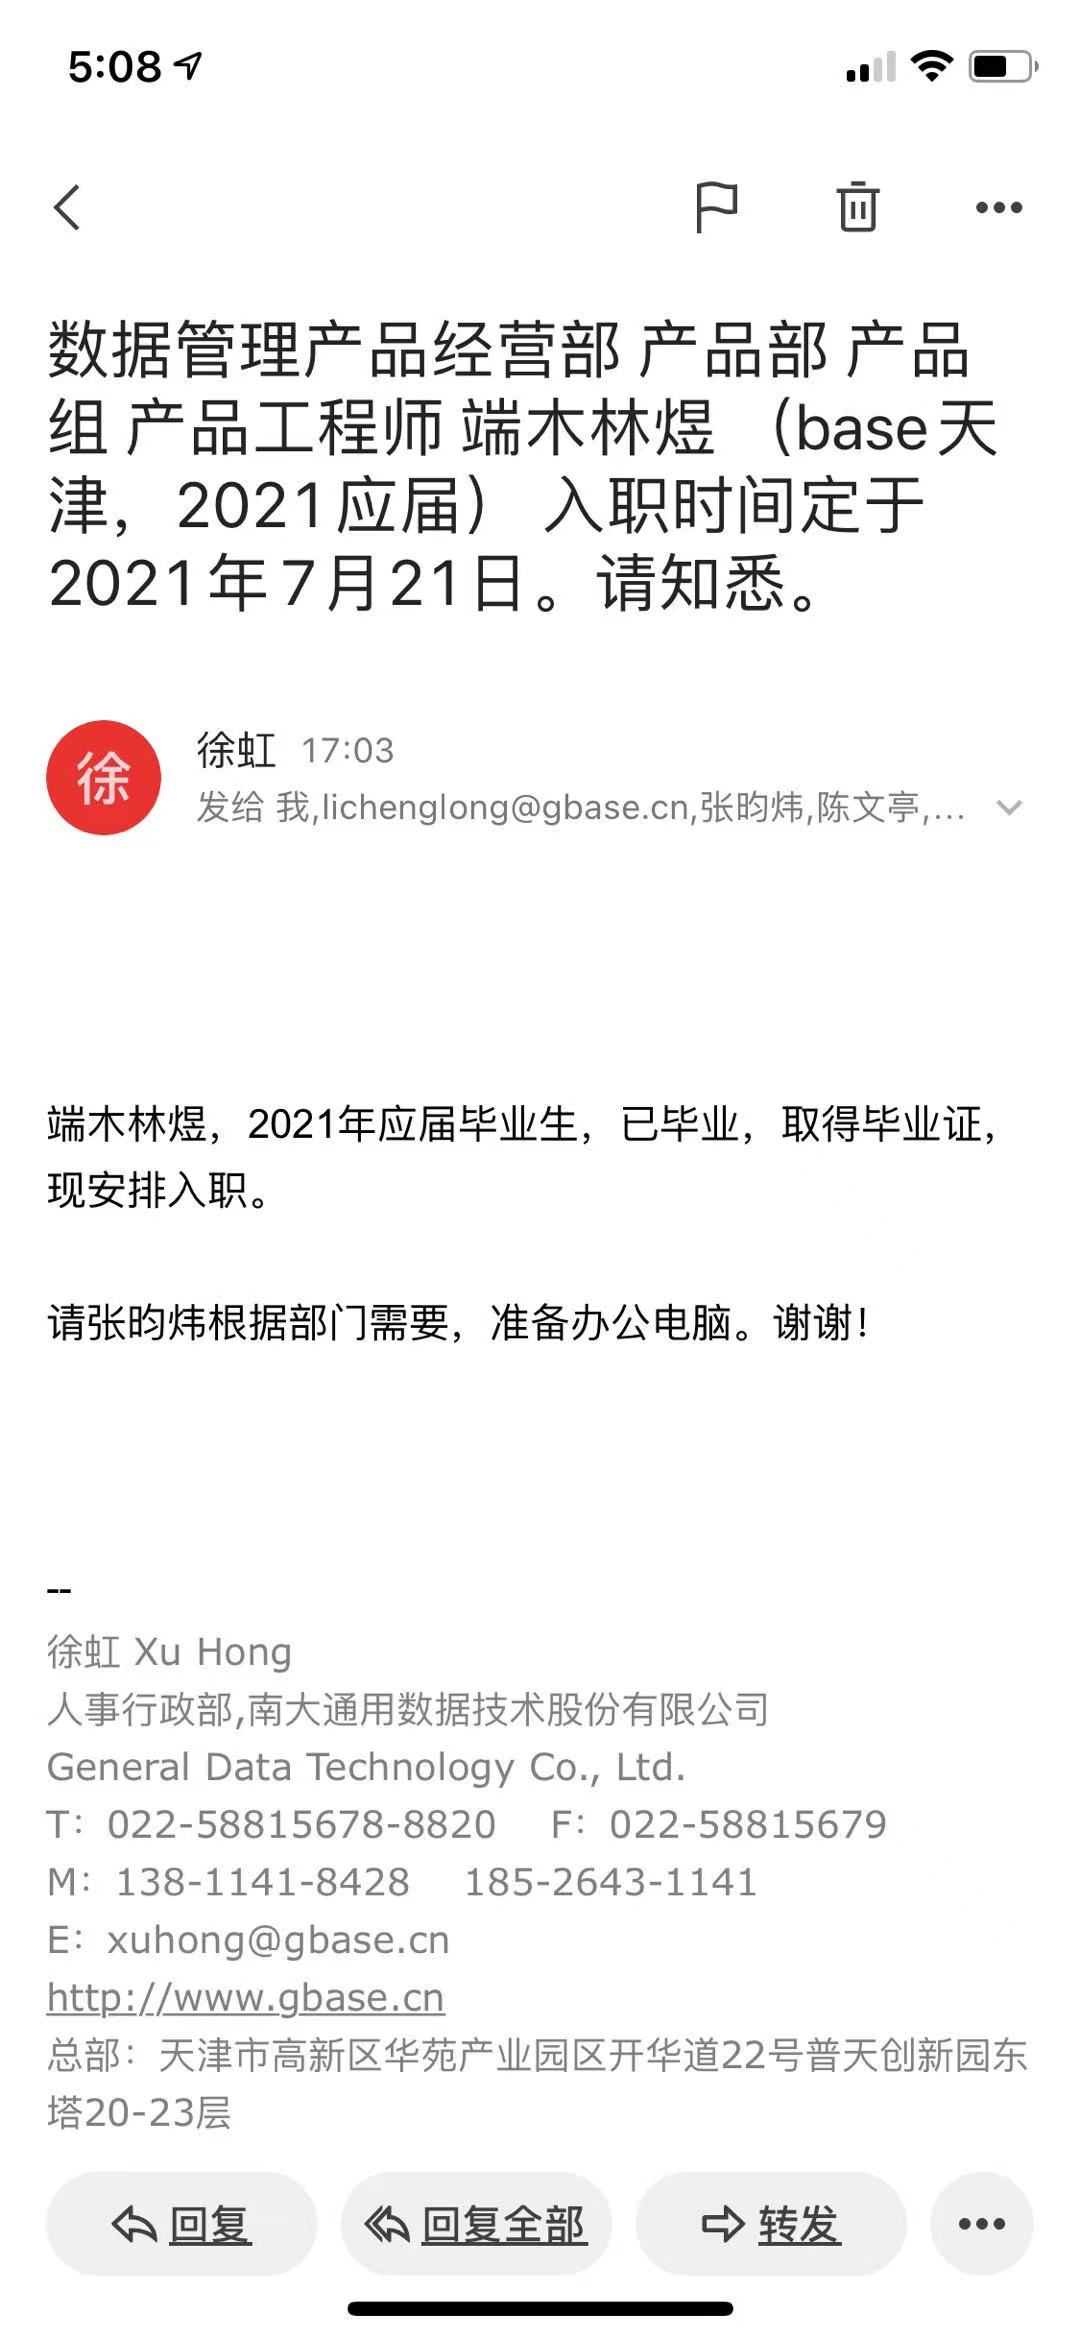 5:08
数据管理产品经营部 产品部 产品
组 产品工程师 端木林煜 （base天
津，2021应届） 入职时间定于
2021年7月21日。请知悉。
徐
徐虹 17:03
发给 我,lichenglong@gbase.cn,张昀炜,陈文亭,...
端木林煜，2021年应届毕业生，已毕业，取得毕业证，
现安排入职。
请张昀炜根据部门需要，准备办公电脑。谢谢！
--
徐虹 Xu Hong
人事行政部,南大通用数据技术股份有限公司
General Data Technology Co., Ltd.
T：022-58815678-8820 F：022-58815679
M：138-1141-8428 185-2643-1141
E：xuhong@gbase.cn
http://www.gbase.cn
总部：天津市高新区华苑产业园区开华道22号普天创新园东
塔20-23层
回复 回复全部 转发